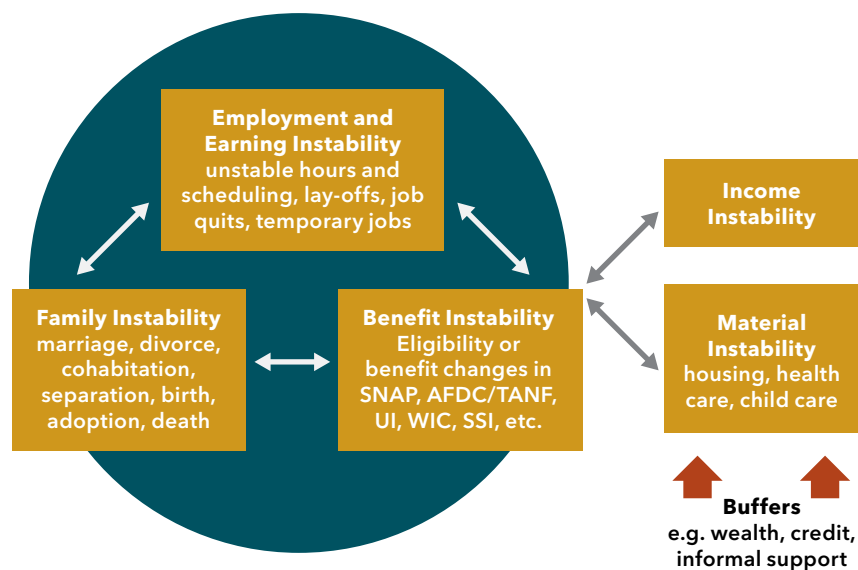 Employment and
Earning Instability
unstable hours and
scheduling, lay-offs, job
quits, temporary jobs
Family Instability
marriage, divorce,
cohabitation,
separation, birth,
adoption, death
Benefit Instability
Eligibility or
benefit changes in
SNAP, AFDC/TANF,
UI, WIC, SSI, etc.
Income
Instability
Material
Instability
housing, health
care, child care
Buffers
e.g. wealth, credit,
informal support